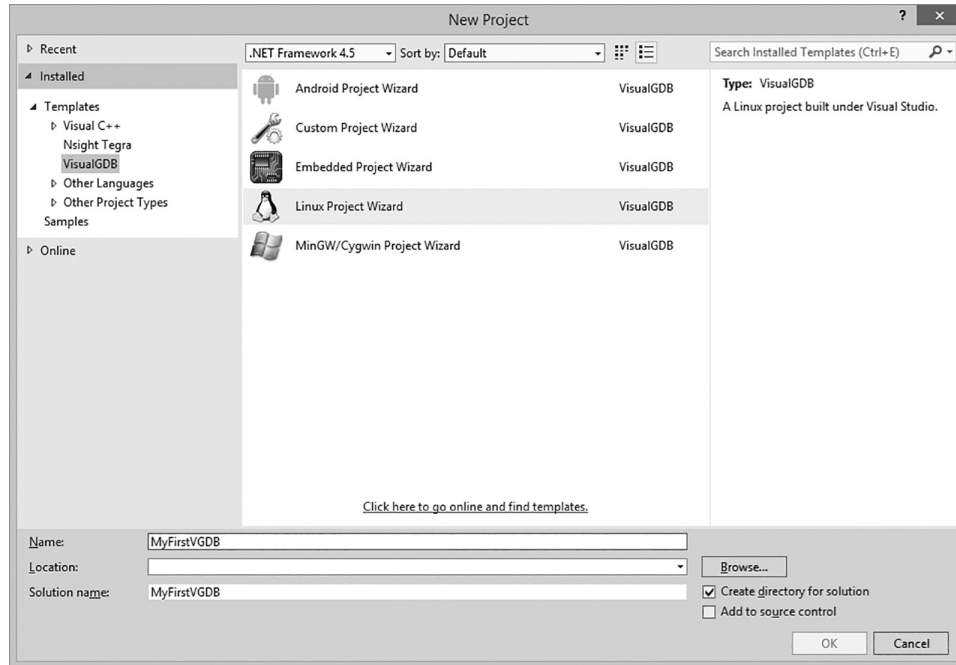 New Project
? ×
Recent
.NET Framework 4.5 Sort by: Default
Search Installed Templates (Ctrl+E)
Installed
Templates
Visual C++
Nsight Tegra
VisualGDB
Other Languages
Other Project Types
Samples
Online
Android Project Wizard VisualGDB
Custom Project Wizard VisualGDB
Embedded Project Wizard VisualGDB
Linux Project Wizard VisualGDB
MinGW/Cygwin Project Wizard VisualGDB
Click here to go online and find templates.
Type: VisualGDB
A Linux project built under Visual Studio.
Name: MyFirstVGDB
Location:
Browse...
Solution name: MyFirstVGDB
Create directory for solution
Add to source control
OK Cancel